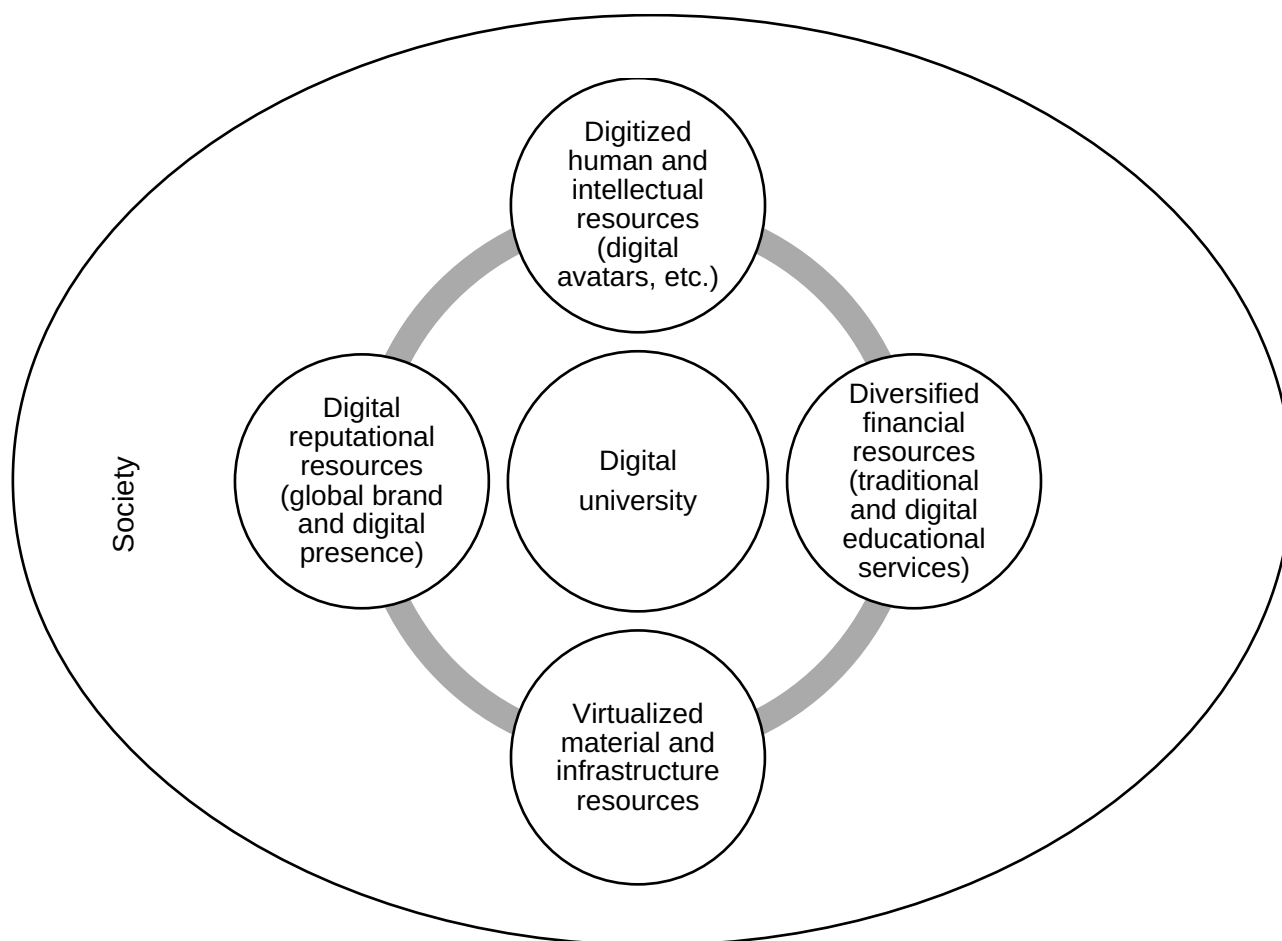 Digitized
human and
intellectual
resources
(digital
avatars, etc.)
Society
Digital
reputational
resources
(global brand
and digital
presence)
Digital
university
Diversified
financial
resources
(traditional
and digital
educational
services)
Virtualized
material and
infrastructure
resources